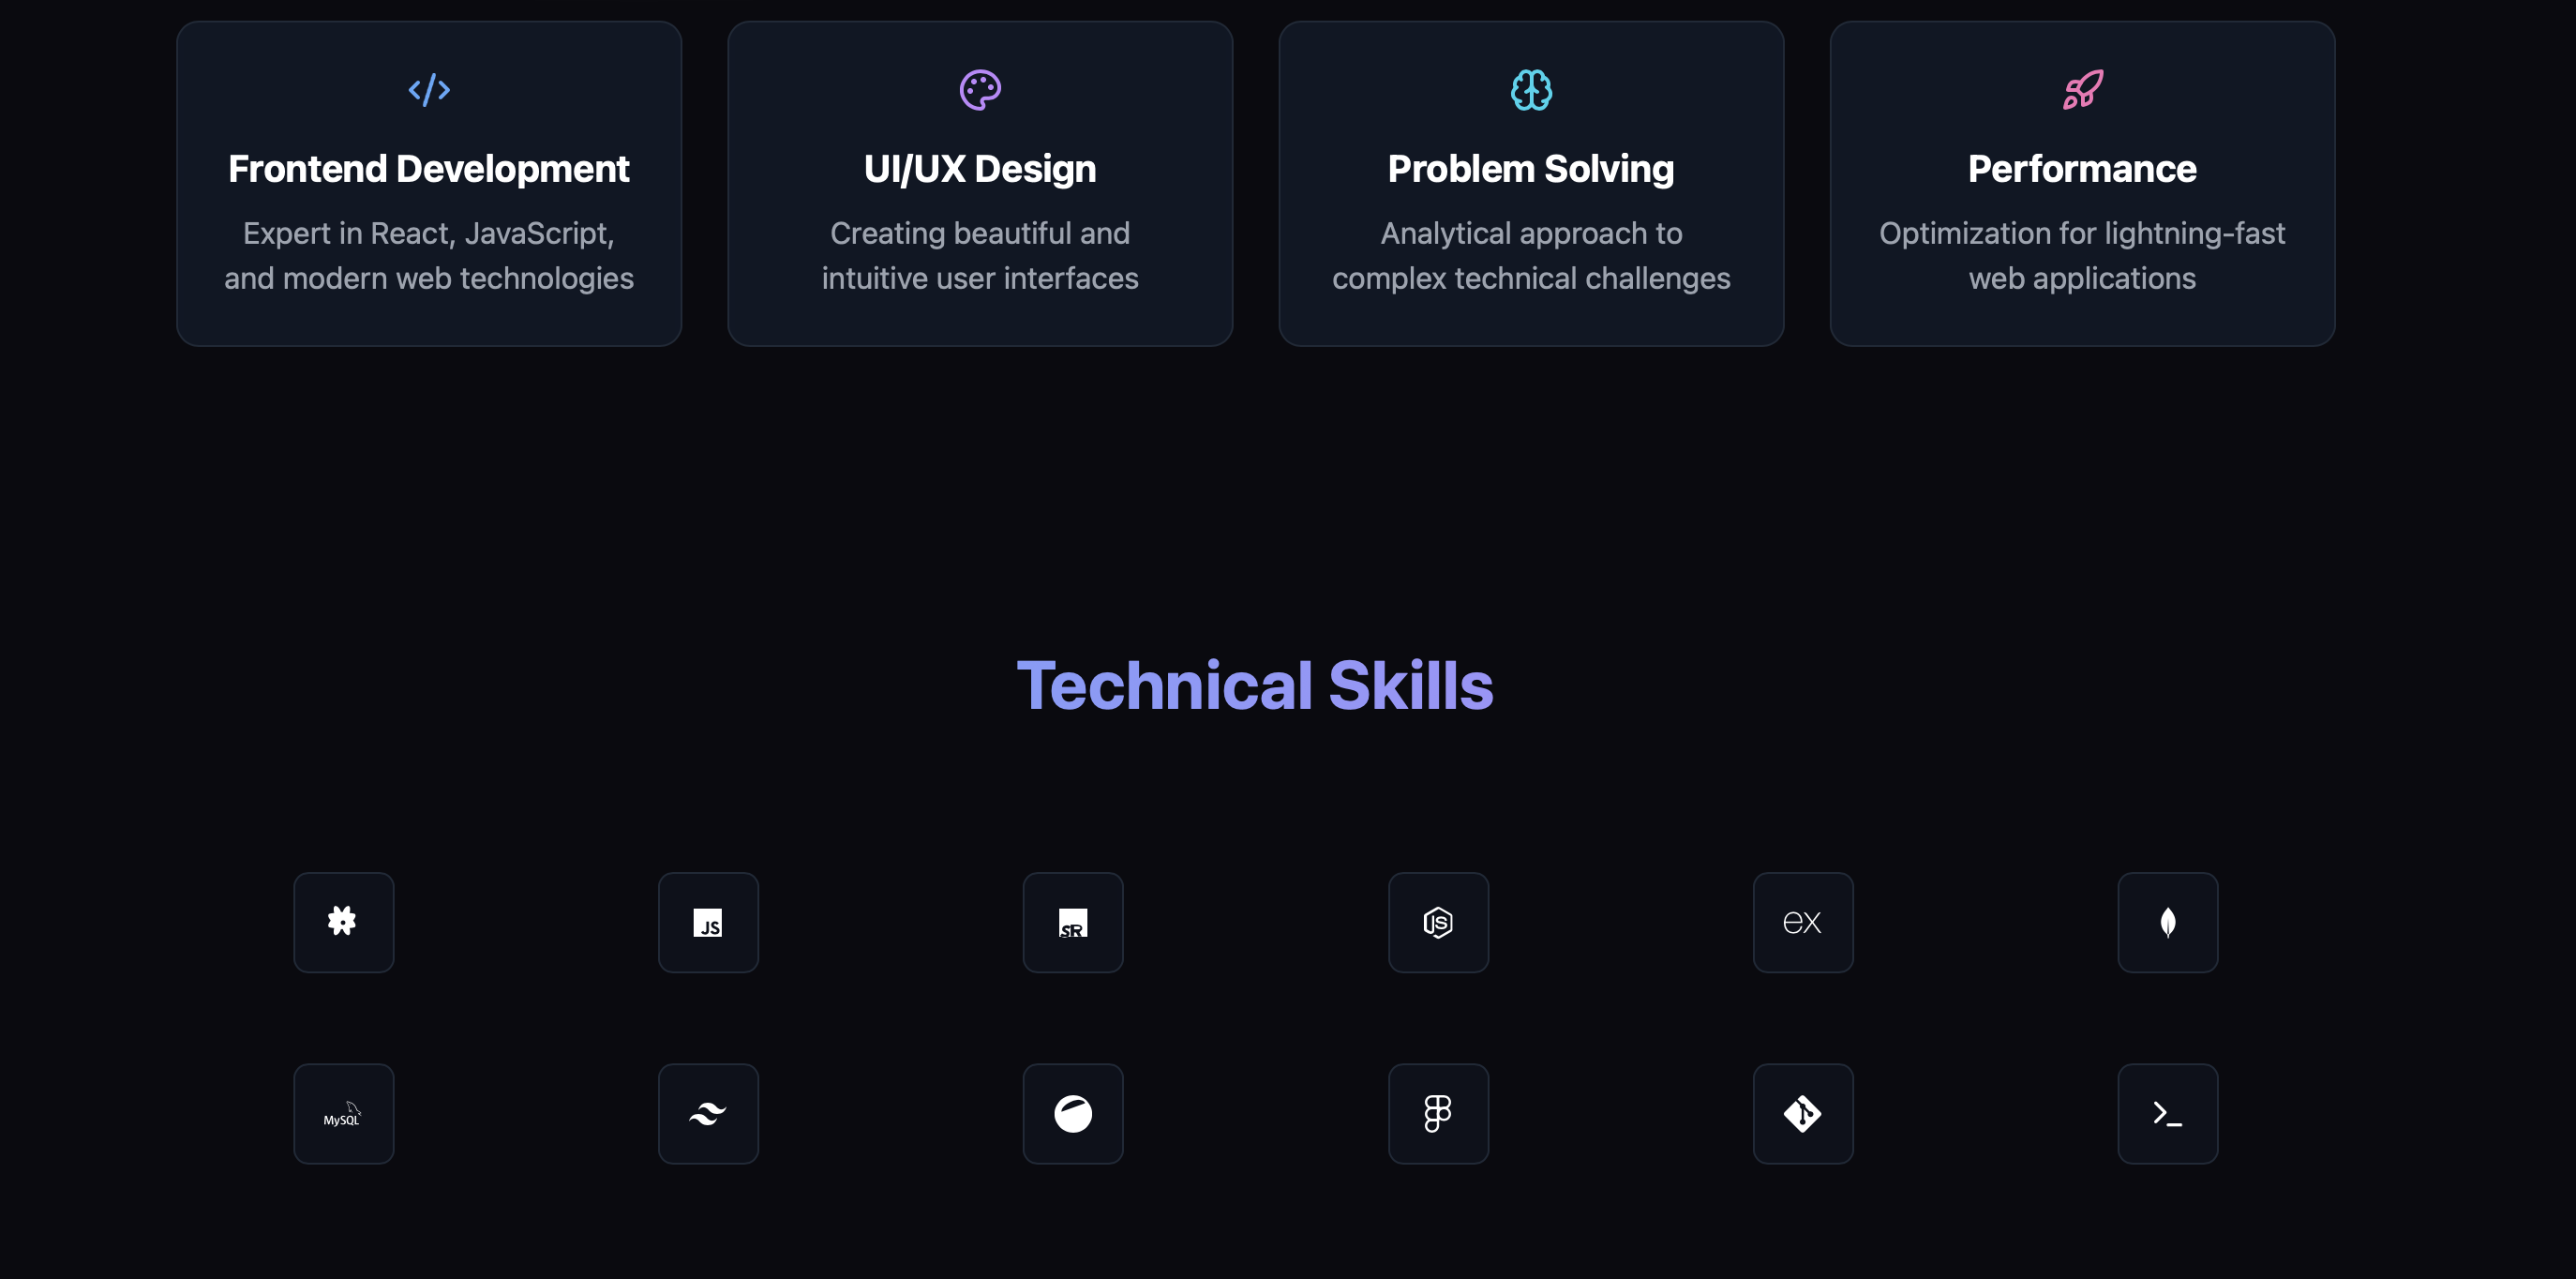 Frontend Development
Expert in React, JavaScript,
and modern web technologies
UI/UX Design
Creating beautiful and
intuitive user interfaces
Problem Solving
Analytical approach to
complex technical challenges
Performance
Optimization for lightning-fast
web applications
Technical Skills
JS
SR
JS
ex
MySQL